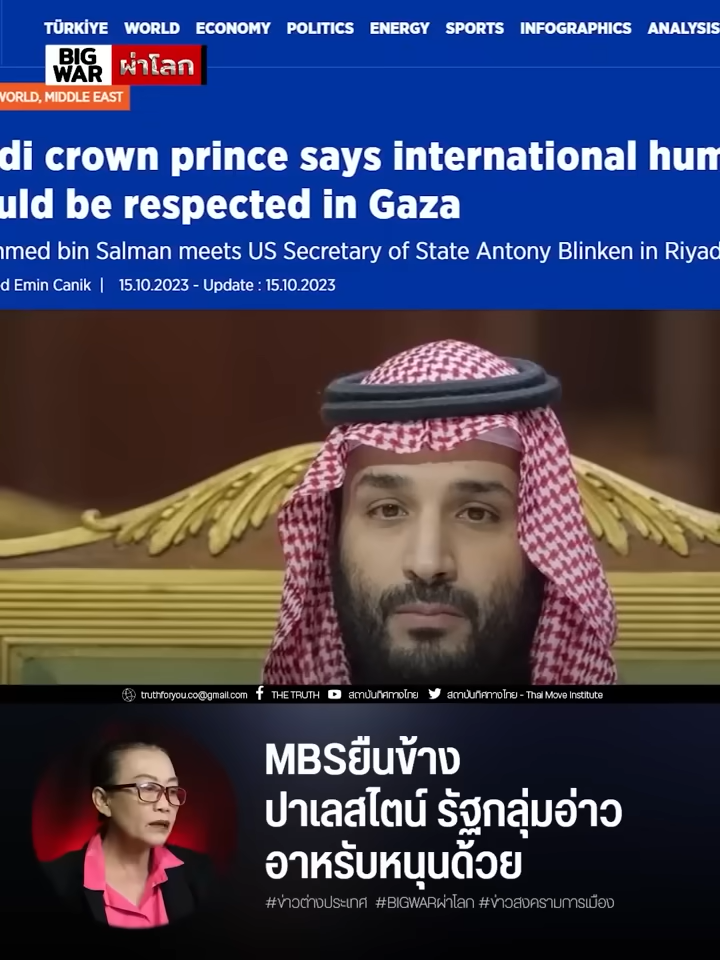 TÜRKİYE WORLD ECONOMY POLITICS ENERGY SPORTS INFOGRAPHICS ANALYSIS
BIG
WAR
ผ่าโลก
WORLD, MIDDLE EAST
di crown prince says international hum
uld be respected in Gaza
med bin Salman meets US Secretary of State Antony Blinken in Riyad
d Emin Canik | 15.10.2023 - Update : 15.10.2023
truthforyou.co@gmail.com THE TRUTH สถาบันทิศทางไทย สถาบันทิศทางไทย - Thai Move Institute
MBSยืนข้าง
ปาเลสไตน์ รัฐกลุ่มอ่าว
อาหรับหนุนด้วย
#ข่าวต่างประเทศ #BIGWARผ่าโลก #ข่าวสงครามการเมือง